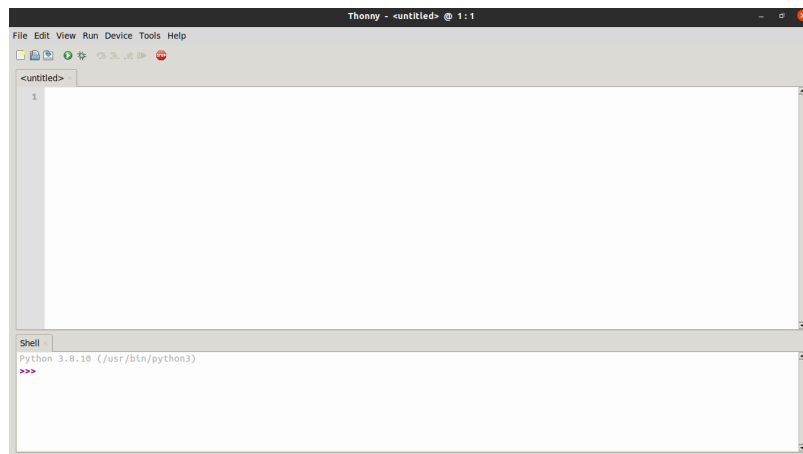 Thonny - <untitled> @ 1:1
File Edit View Run Device Tools Help
STOP
<untitled>
1
Shell
Python 3.8.10 (/usr/bin/python3)
>>>